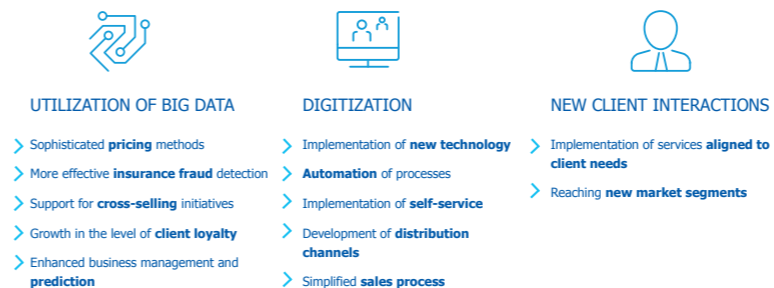 UTILIZATION OF BIG DATA
Sophisticated pricing methods
More effective insurance fraud detection
Support for cross-selling initiatives
Growth in the level of client loyalty
Enhanced business management and
prediction
DIGITIZATION
Implementation of new technology
Automation of processes
Implementation of self-service
Development of distribution
channels
Simplified sales process
NEW CLIENT INTERACTIONS
Implementation of services aligned to
client needs
Reaching new market segments